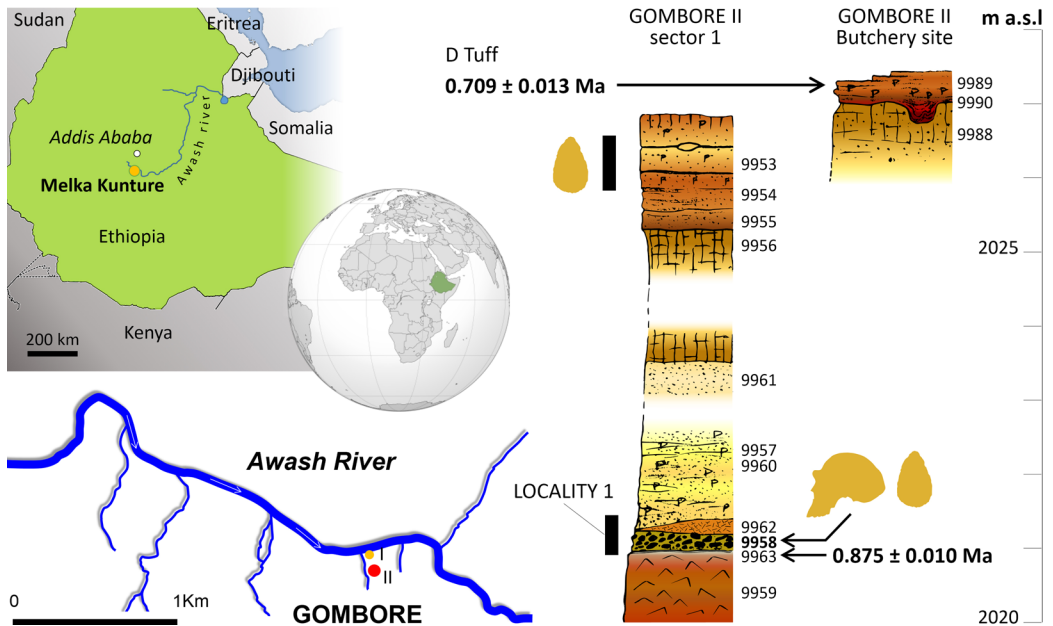 Sudan
Eritrea
Djibouti
Somalia
Addis Ababa
Awash river
Melka Kunture
Ethiopia
Kenya
200 km
Awash River
I
II
GOMBORE
0
1Km
GOMBORE II
sector 1
GOMBORE II
Butchery site
m a.s.l
D Tuff
0.709 ± 0.013 Ma
9989
9990
9988
9953
9954
9955
9956
2025
9961
9957
9960
LOCALITY 1
9962
9958
9963
0.875 ± 0.010 Ma
9959
2020